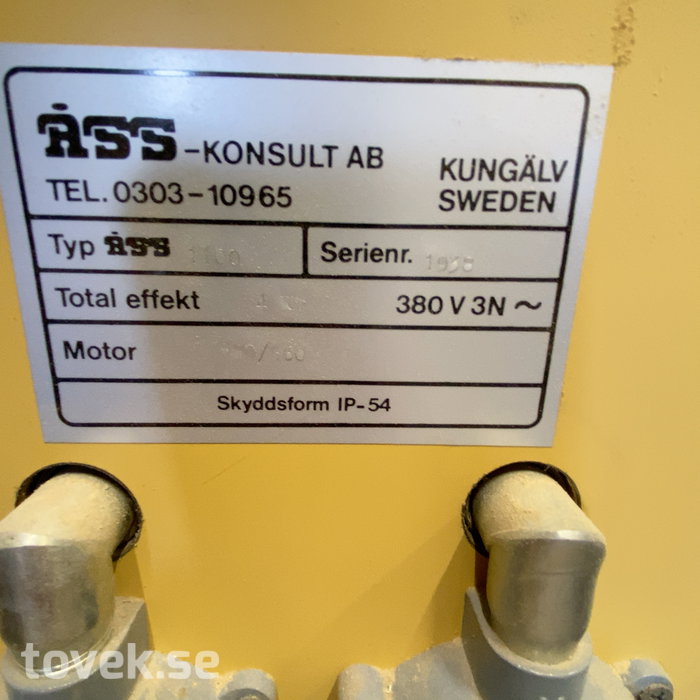 ÅSS-KONSULT AB
TEL. 0303-10965
KUNGÄLV
SWEDEN
Typ ÅSS
Serienr.
Total effekt 380 V 3N ~
Motor
Skyddsform IP-54
tovek.se